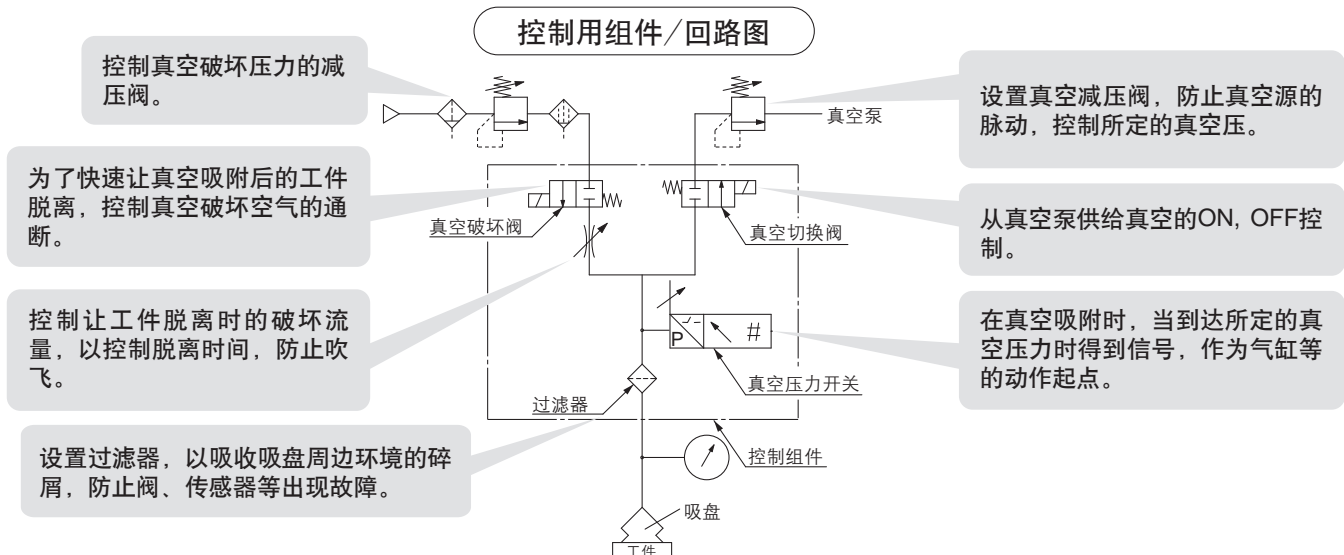 控制用组件/回路图
控制真空破坏压力的减
压阀。
设置真空减压阀，防止真空源的
脉动，控制所定的真空压。
真空泵
为了快速让真空吸附后的工件
脱离，控制真空破坏空气的通
断。
真空破坏阀
真空切换阀
从真空泵供给真空的ON, OFF控
制。
控制让工件脱离时的破坏流
量，以控制脱离时间，防止吹
飞。
P
#
在真空吸附时，当到达所定的真
空压力时得到信号，作为气缸等
的动作起点。
真空压力开关
过滤器
设置过滤器，以吸收吸盘周边环境的碎
屑，防止阀、传感器等出现故障。
控制组件
吸盘
工件